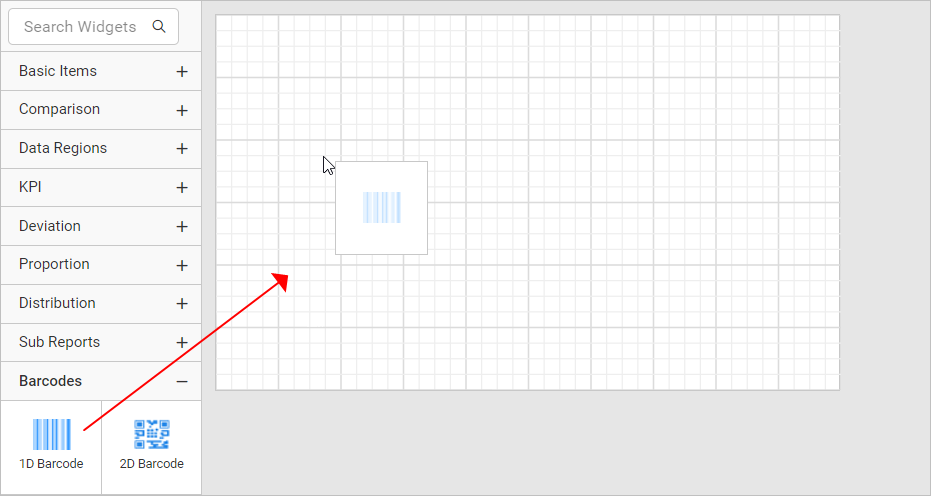 Search Widgets
Basic Items
Comparison
Data Regions
KPI
Deviation
Proportion
Distribution
Sub Reports
Barcodes
1D Barcode
2D Barcode